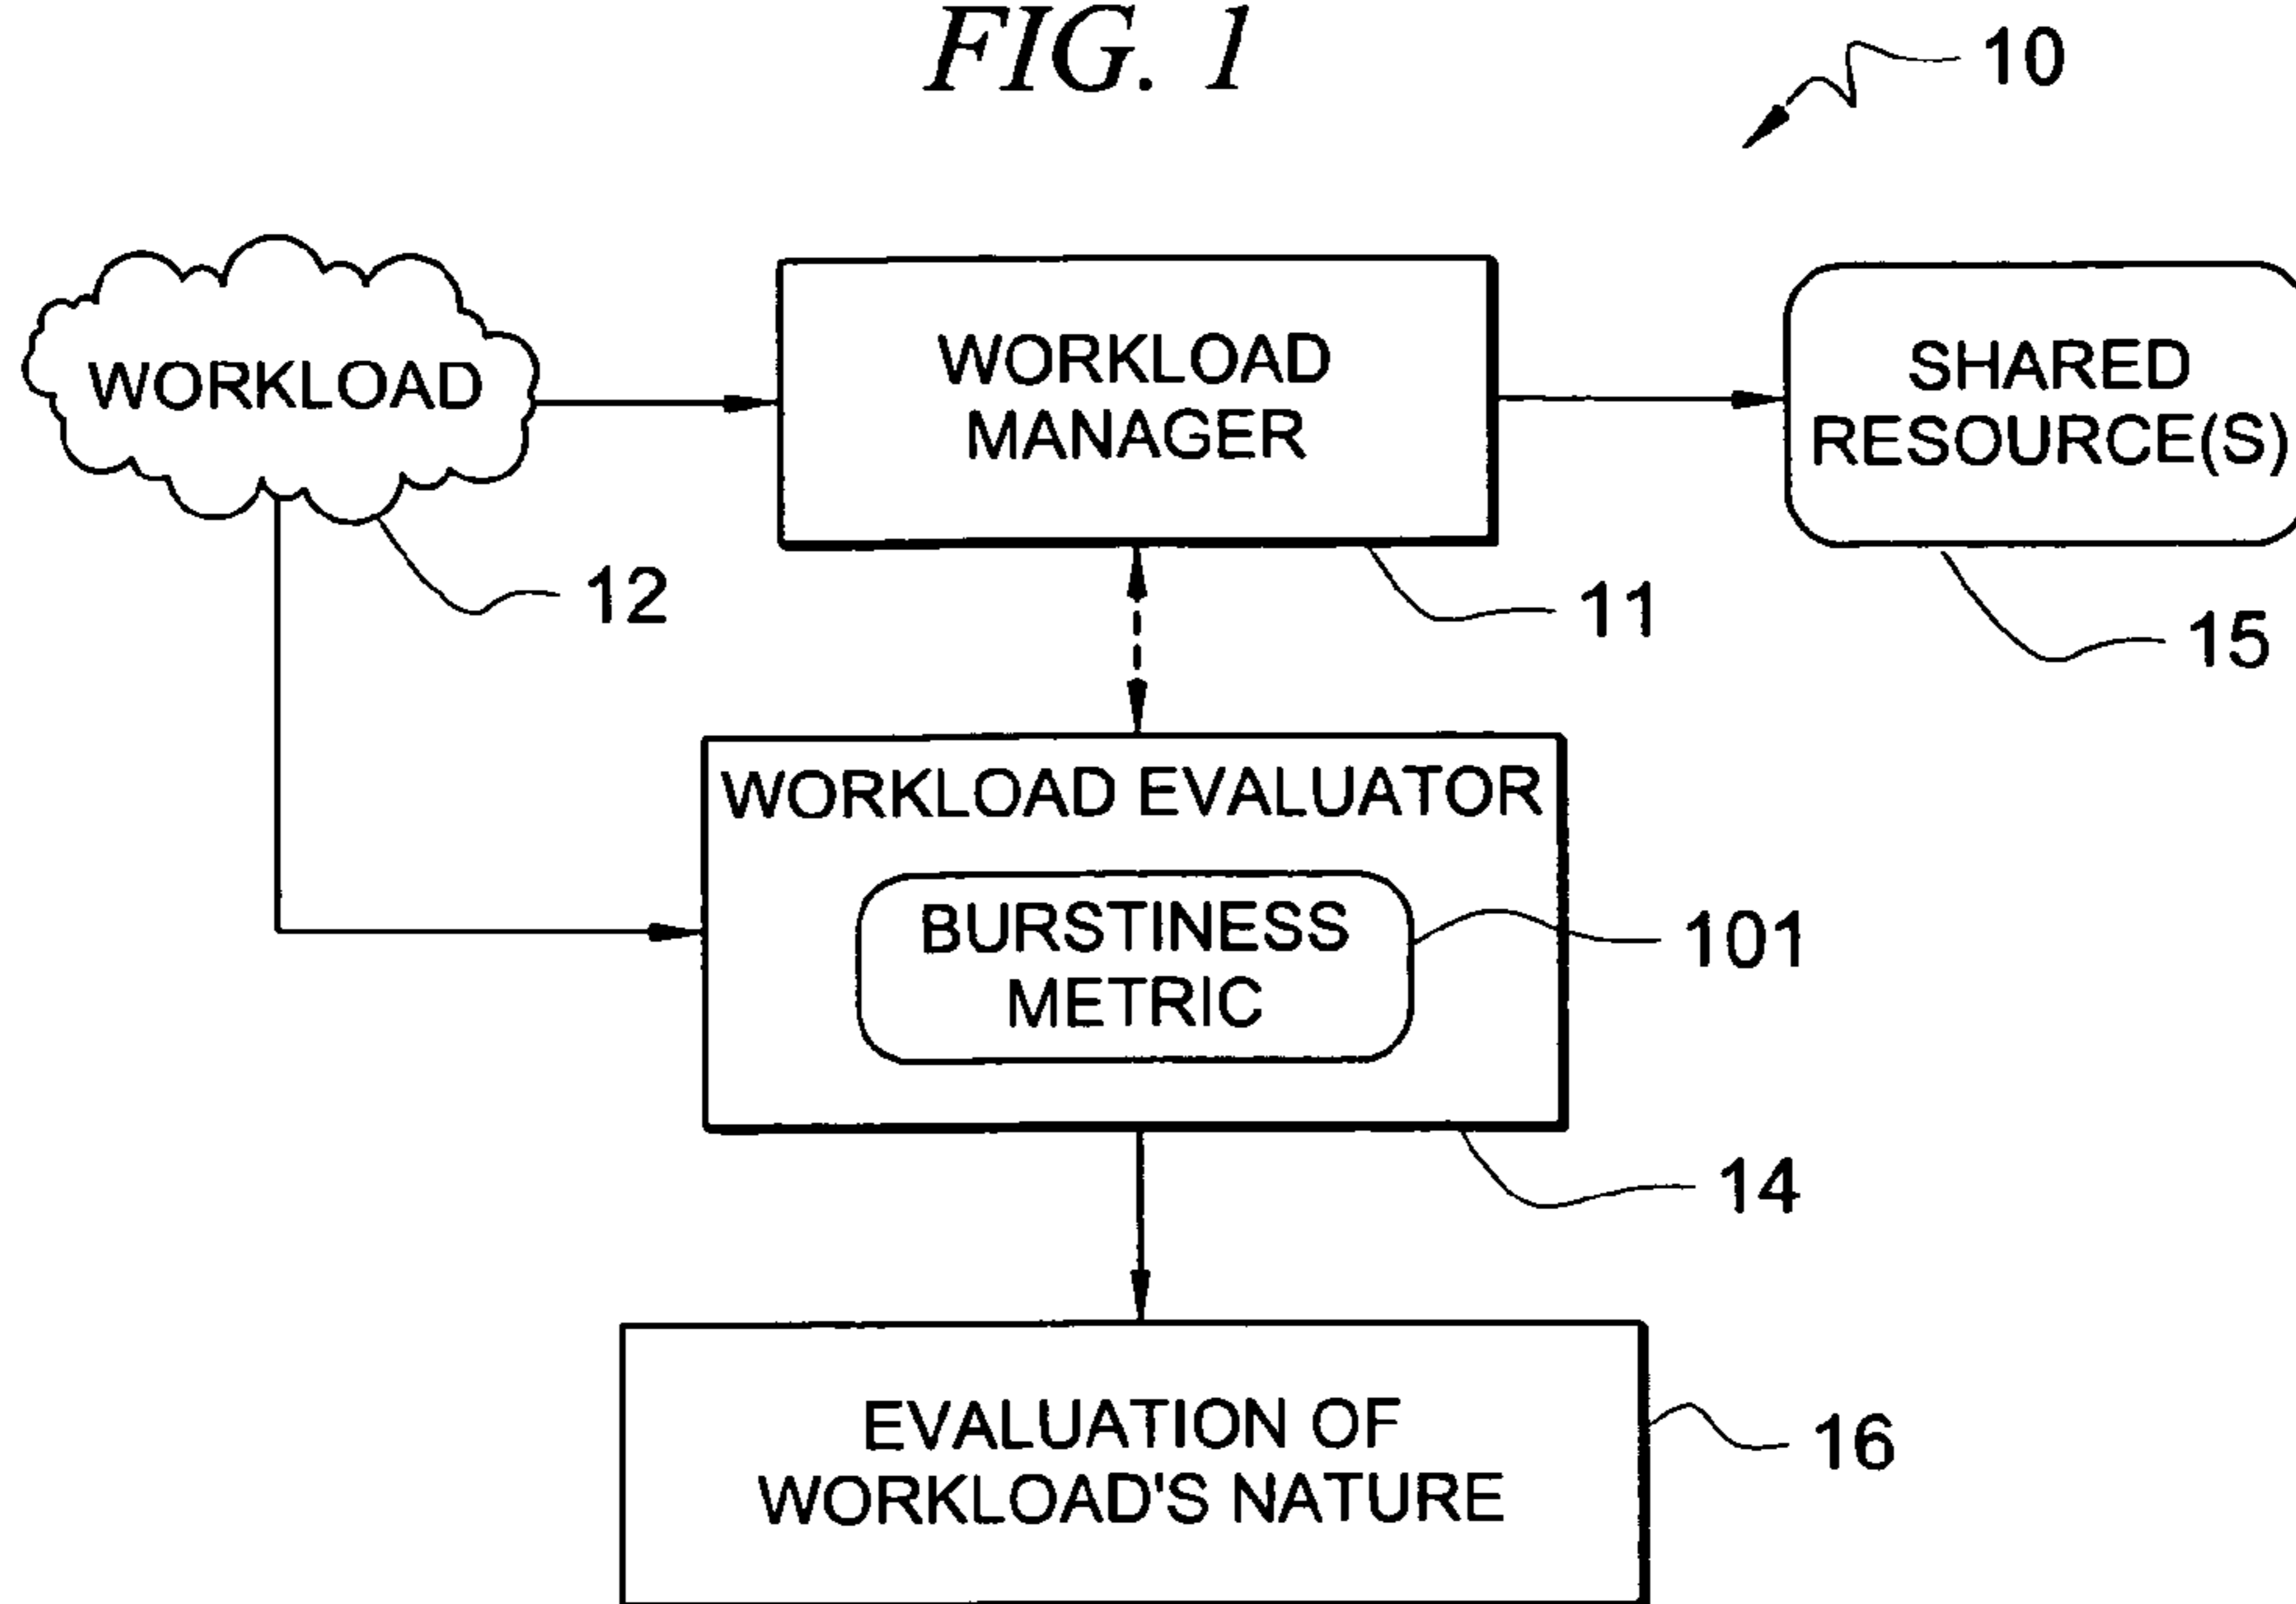 FIG. 1
10
WORKLOAD
WORKLOAD
MANAGER
SHARED
RESOURCE(S)
12
11
15
WORKLOAD EVALUATOR
BURSTINESS
METRIC
101
14
EVALUATION OF
WORKLOAD'S NATURE
16